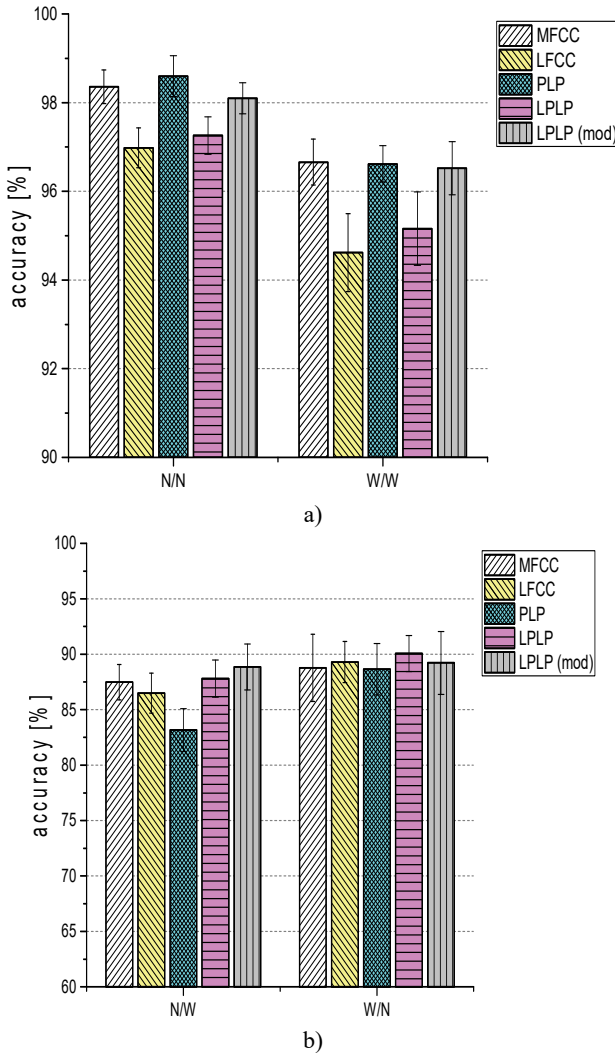 100
98
96
94
92
90
accuracy [%]
N/N
W/W
MFCC
LFCC
PLP
LPLP
LPLP (mod)
a)
100
95
90
85
80
75
70
65
60
accuracy [%]
N/W
W/N
MFCC
LFCC
PLP
LPLP
LPLP (mod)
b)